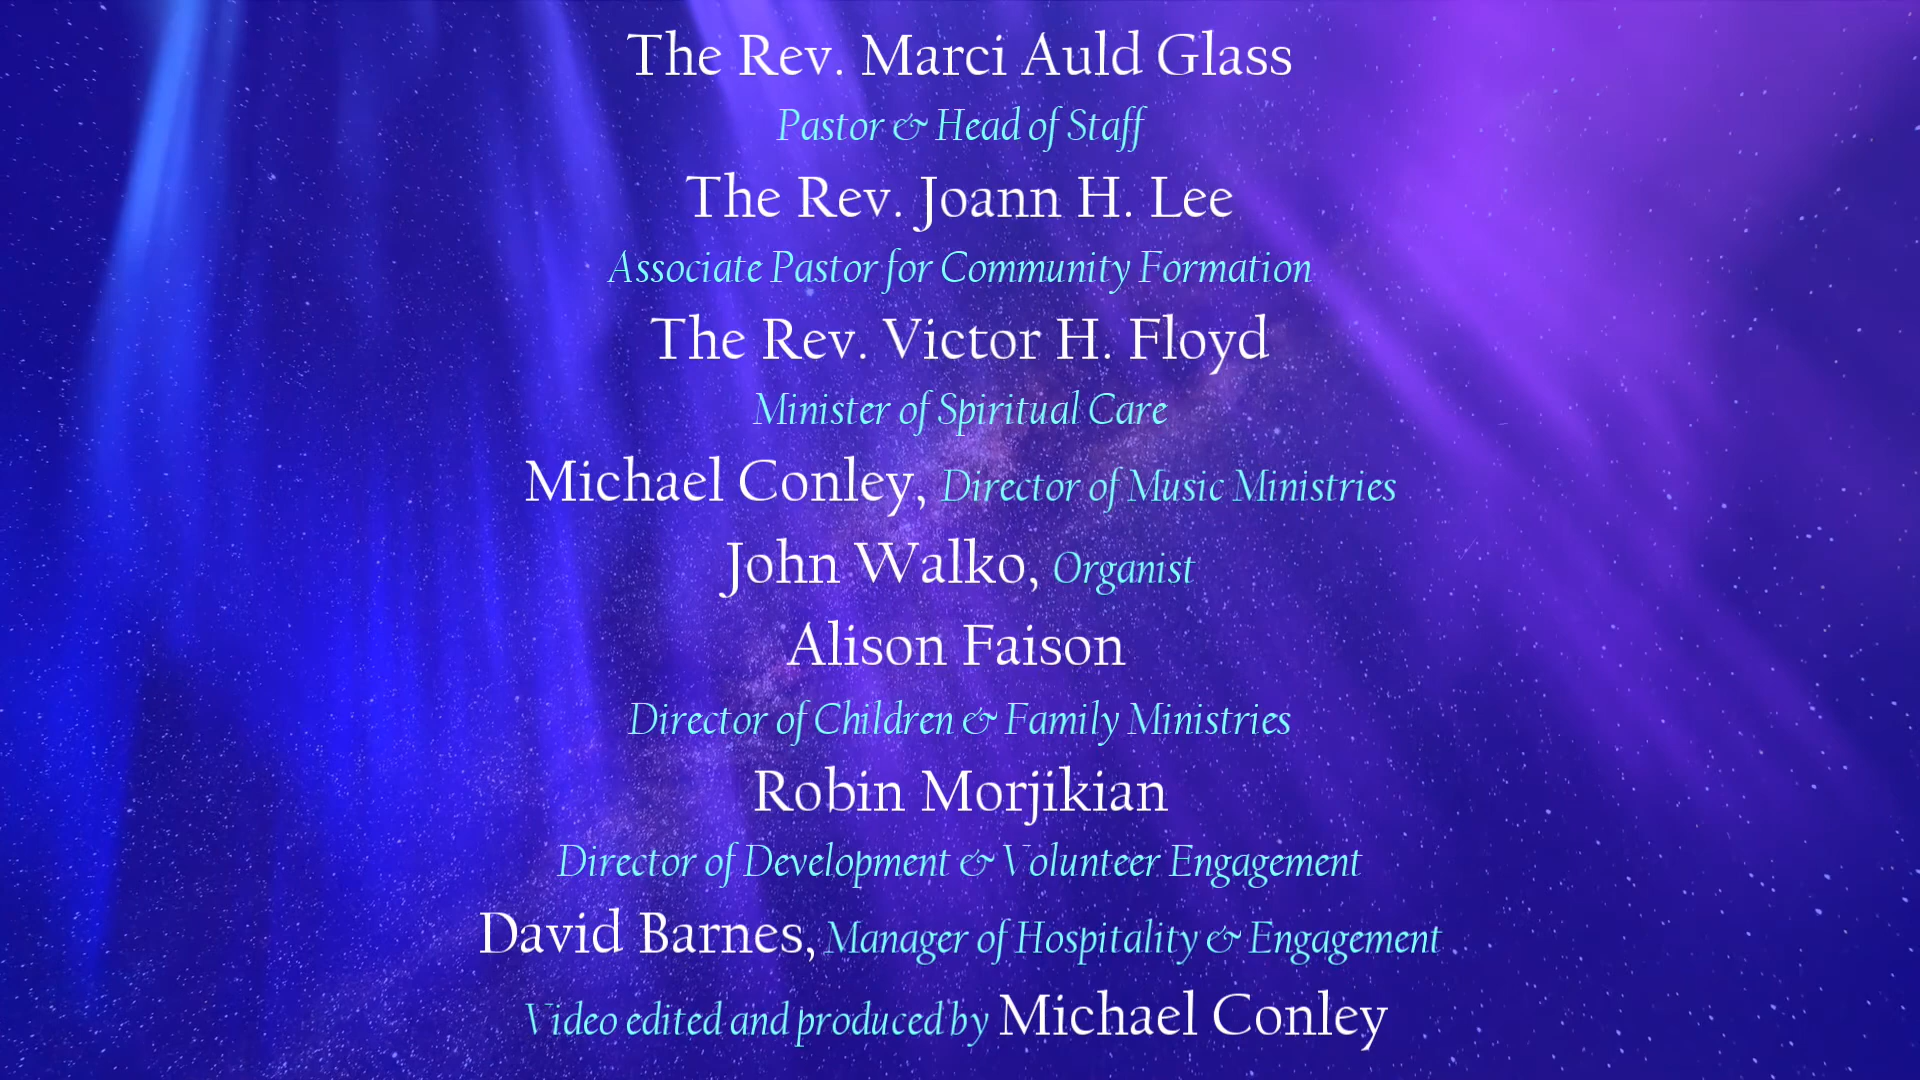 The Rev. Marci Auld Glass
Pastor & Head of Staff
The Rev. Joann H. Lee
Associate Pastor for Community Formation
The Rev. Victor H. Floyd
Minister of Spiritual Care
Michael Conley, Director of Music Ministries
John Walko, Organist
Alison Faison
Director of Children & Family Ministries
Robin Morjikian
Director of Development & Volunteer Engagement
David Barnes, Manager of Hospitality & Engagement
Video edited and produced by Michael Conley